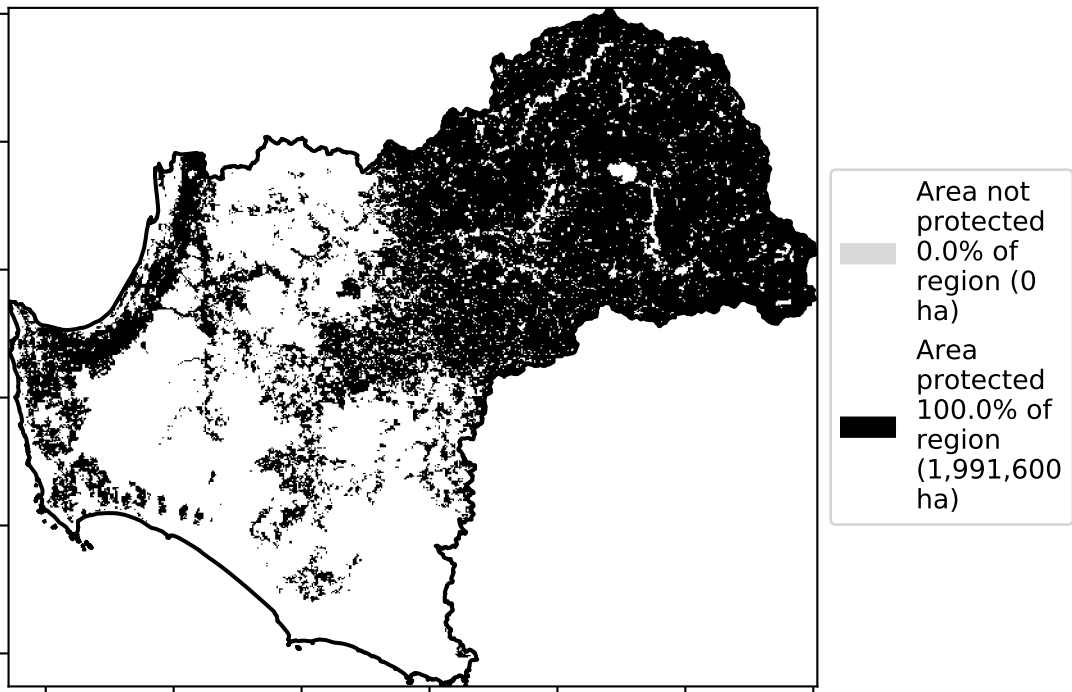 Area not
protected
0.0% of
region (0
ha)
Area
protected
100.0% of
region
(1,991,600
ha)